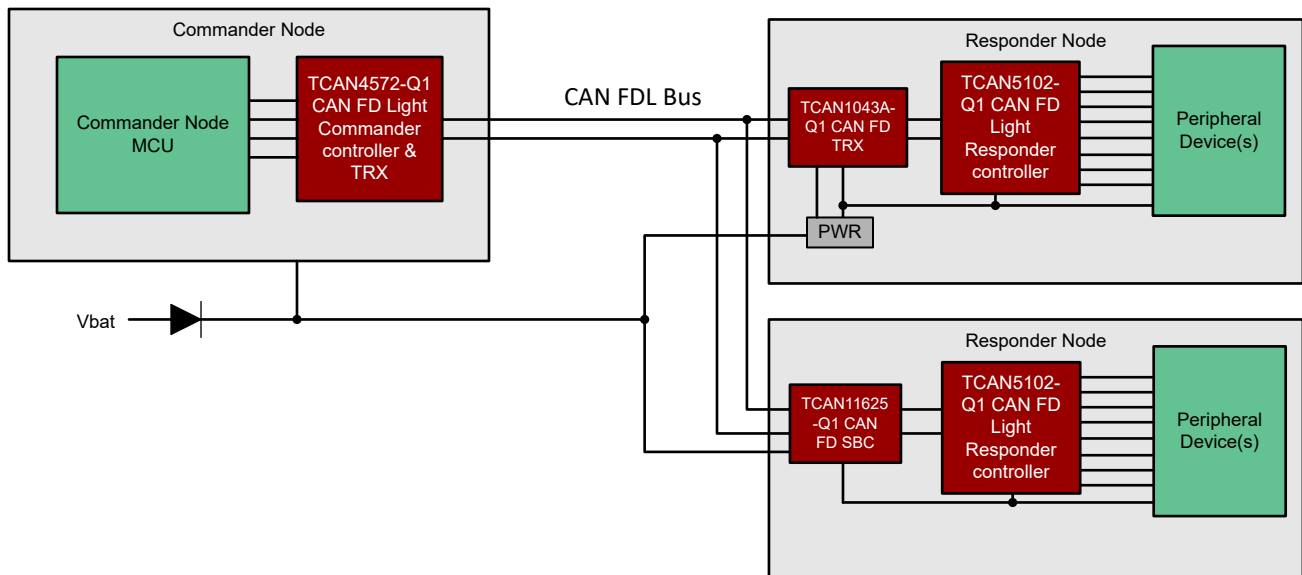 Commander Node
Commander Node
MCU
TCAN4572-Q1
CAN FD Light
Commander
controller &
TRX
CAN FDL Bus
Vbat
Responder Node
TCAN1043A-
Q1 CAN FD
TRX
TCAN5102-
Q1 CAN FD
Light
Responder
controller
Peripheral
Device(s)
PWR
Responder Node
TCAN11625
-Q1 CAN
FD SBC
TCAN5102-
Q1 CAN FD
Light
Responder
controller
Peripheral
Device(s)